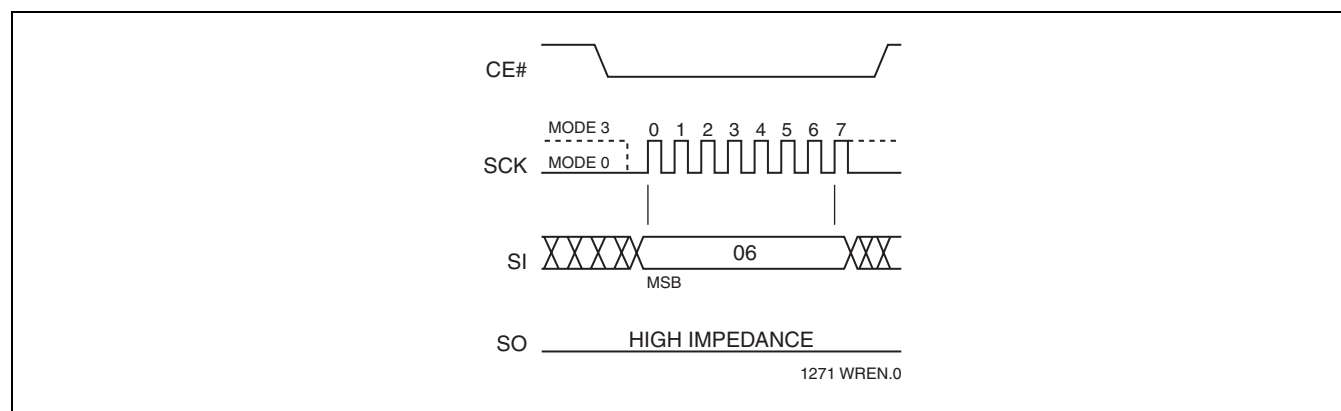 CE#
MODE 3
0 1 2 3 4 5 6 7
SCK
MODE 0
SI
06
MSB
SO
HIGH IMPEDANCE
1271 WREN.0